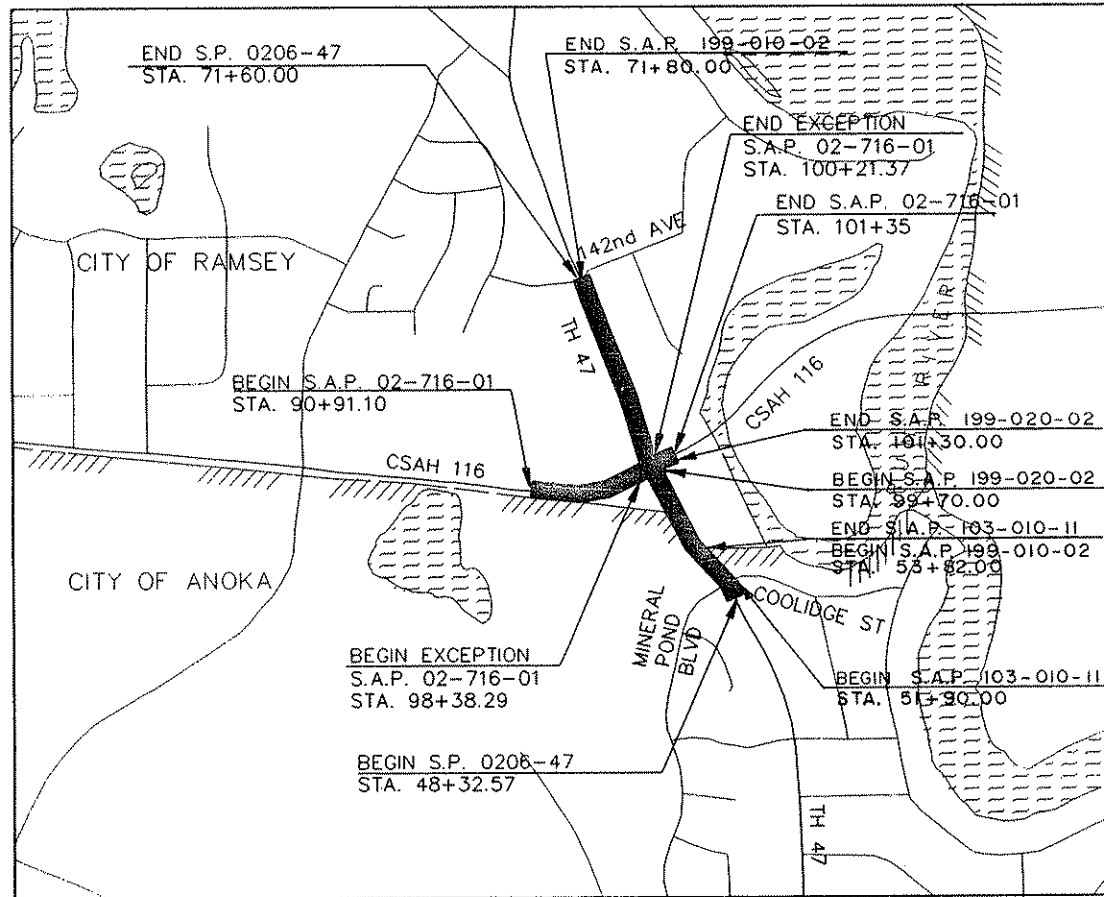 END S.P. 0206-47
STA. 71+60.00
END S.A.P. 199-010-02
STA. 71+80.00
END EXCEPTION
S.A.P. 02-716-01
STA. 100+21.37
END S.A.P. 02-716-01
STA. 101+35
142nd AVE
CITY OF RAMSEY
TH 47
RIVER
BEGIN S.A.P. 02-716-01
STA. 90+91.10
CSAH 116
CSAH 116
END S.A.P. 199-020-02
STA. 101+30.00
BEGIN S.A.P. 199-020-02
STA. 99+70.00
END S.A.P. 103-010-11
BEGIN S.A.P. 199-010-02
STA. 53+82.00
CITY OF ANOKA
COOLIDGE ST
MINERAL
POND
BLVD
BEGIN EXCEPTION
S.A.P. 02-716-01
STA. 98+38.29
BEGIN S.A.P. 103-010-11
STA. 51+90.00
BEGIN S.P. 0206-47
STA. 48+32.57
TH 47